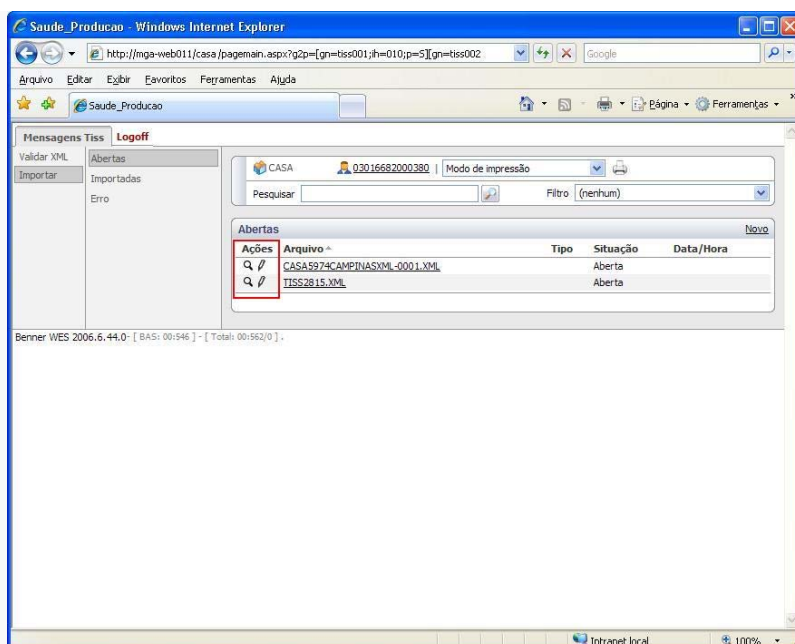 Saude_Producao - Windows Internet Explorer
http://mga-web011/casa/pagemain.aspx?g2p=[gn=tiss001;ih=010;p=5][gn=tiss002
Google
Arquivo Editar Exibir Favoritos Ferramentas Ajuda
Saude_Producao
Página Ferramentas
Mensagens Tiss Logoff
Validar XML
Importar
Abertas
Importadas
Erro
CASA 03016682000380 | Modo de impressão
Pesquisar Filtro (nenhum)
Abertas Novo
Ações Arquivo Tipo Situação Data/Hora
CASA5974CAMPINASXML-0001.XML Aberta
TISS2815.XML Aberta
Benner WES 2006.6.44.0- [ BAS: 00:546 ] - [ Total: 00:562/0 ] .
Intranet local 100%